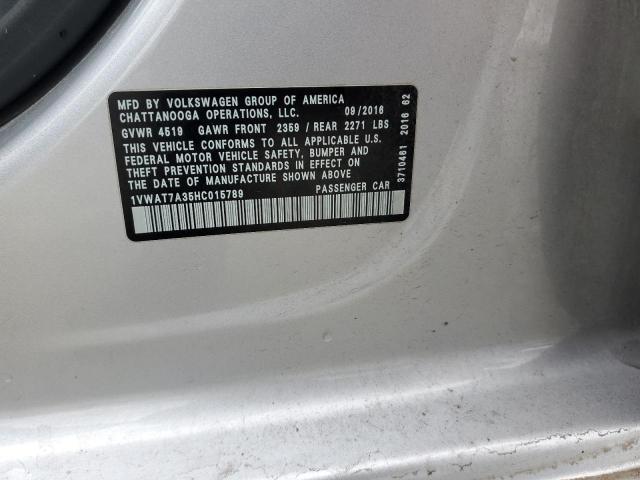 MFD BY VOLKSWAGEN GROUP OF AMERICA
CHATTANOOGA OPERATIONS, LLC. 09/2016
GVWR 4519 GAWR FRONT 2359 / REAR 2271 LBS
THIS VEHICLE CONFORMS TO ALL APPLICABLE U.S.
FEDERAL MOTOR VEHICLE SAFETY, BUMPER AND
THEFT PREVENTION STANDARDS IN EFFECT ON
THE DATE OF MANUFACTURE SHOWN ABOVE.
1VWAT7A35HC015789 PASSENGER CAR
3710461 2016 62